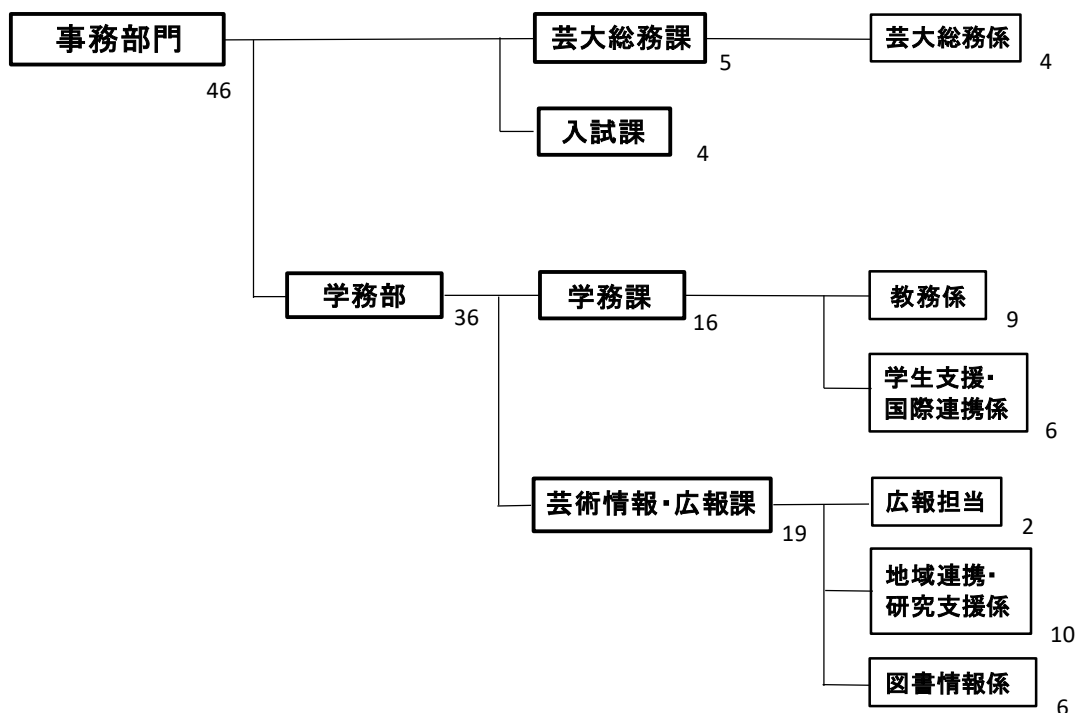 事務部門
46
芸大総務課
5
芸大総務係
4
入試課
4
学務部
36
学務課
16
教務係
9
学生支援・
国際連携係
6
芸術情報・広報課
19
広報担当
2
地域連携・
研究支援係
10
図書情報係
6